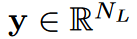 𝐲 ∈ ℝ^{N_L}